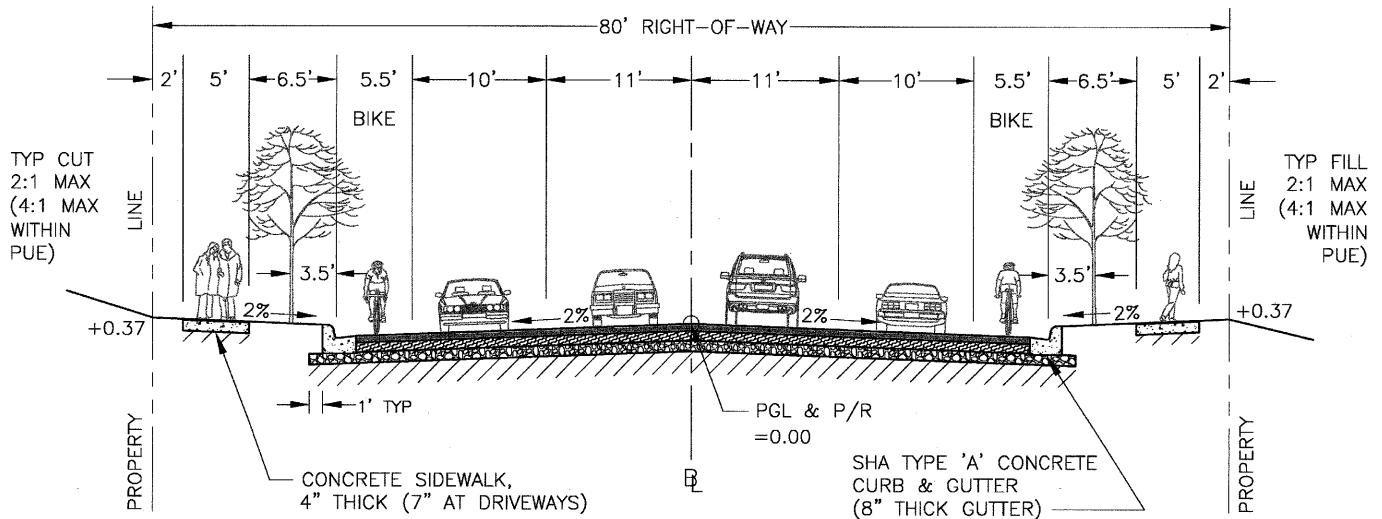 80' RIGHT-OF-WAY
2' 5' 6.5' 5.5' 10' 11' 11' 10' 5.5' 6.5' 5' 2'
BIKE
BIKE
TYP CUT
2:1 MAX
(4:1 MAX
WITHIN
PUE)
LINE
LINE
TYP FILL
2:1 MAX
(4:1 MAX
WITHIN
PUE)
3.5'
3.5'
2%
2%
2%
2%
+0.37
+0.37
1' TYP
PGL & P/R
=0.00
PROPERTY
CONCRETE SIDEWALK,
4" THICK (7" AT DRIVEWAYS)
BL
SHA TYPE 'A' CONCRETE
CURB & GUTTER
(8" THICK GUTTER)
PROPERTY